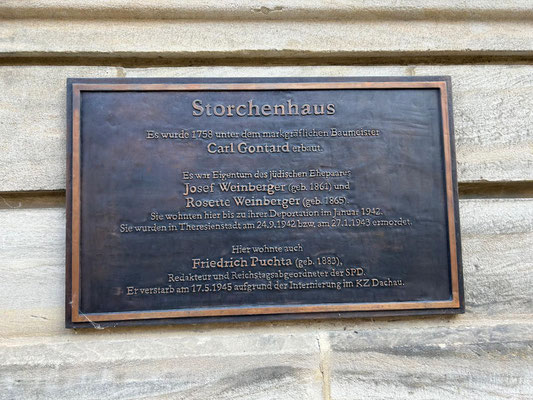 Storchenhaus
Es wurde 1758 unter dem markgräflichen Baumeister
Carl Gontard erbaut.
Es war Eigentum des jüdischen Ehepaares
Josef Weinberger (geb. 1861) und
Rosette Weinberger (geb. 1865).
Sie wohnten hier bis zu ihrer Deportation im Januar 1942.
Sie wurden in Theresienstadt am 24.9.1942 bzw. am 27.1.1943 ermordet.
Hier wohnte auch
Friedrich Puchta (geb. 1883),
Redakteur und Reichstagsabgeordneter der SPD.
Er verstarb am 17.5.1945 aufgrund der Internierung im KZ Dachau.